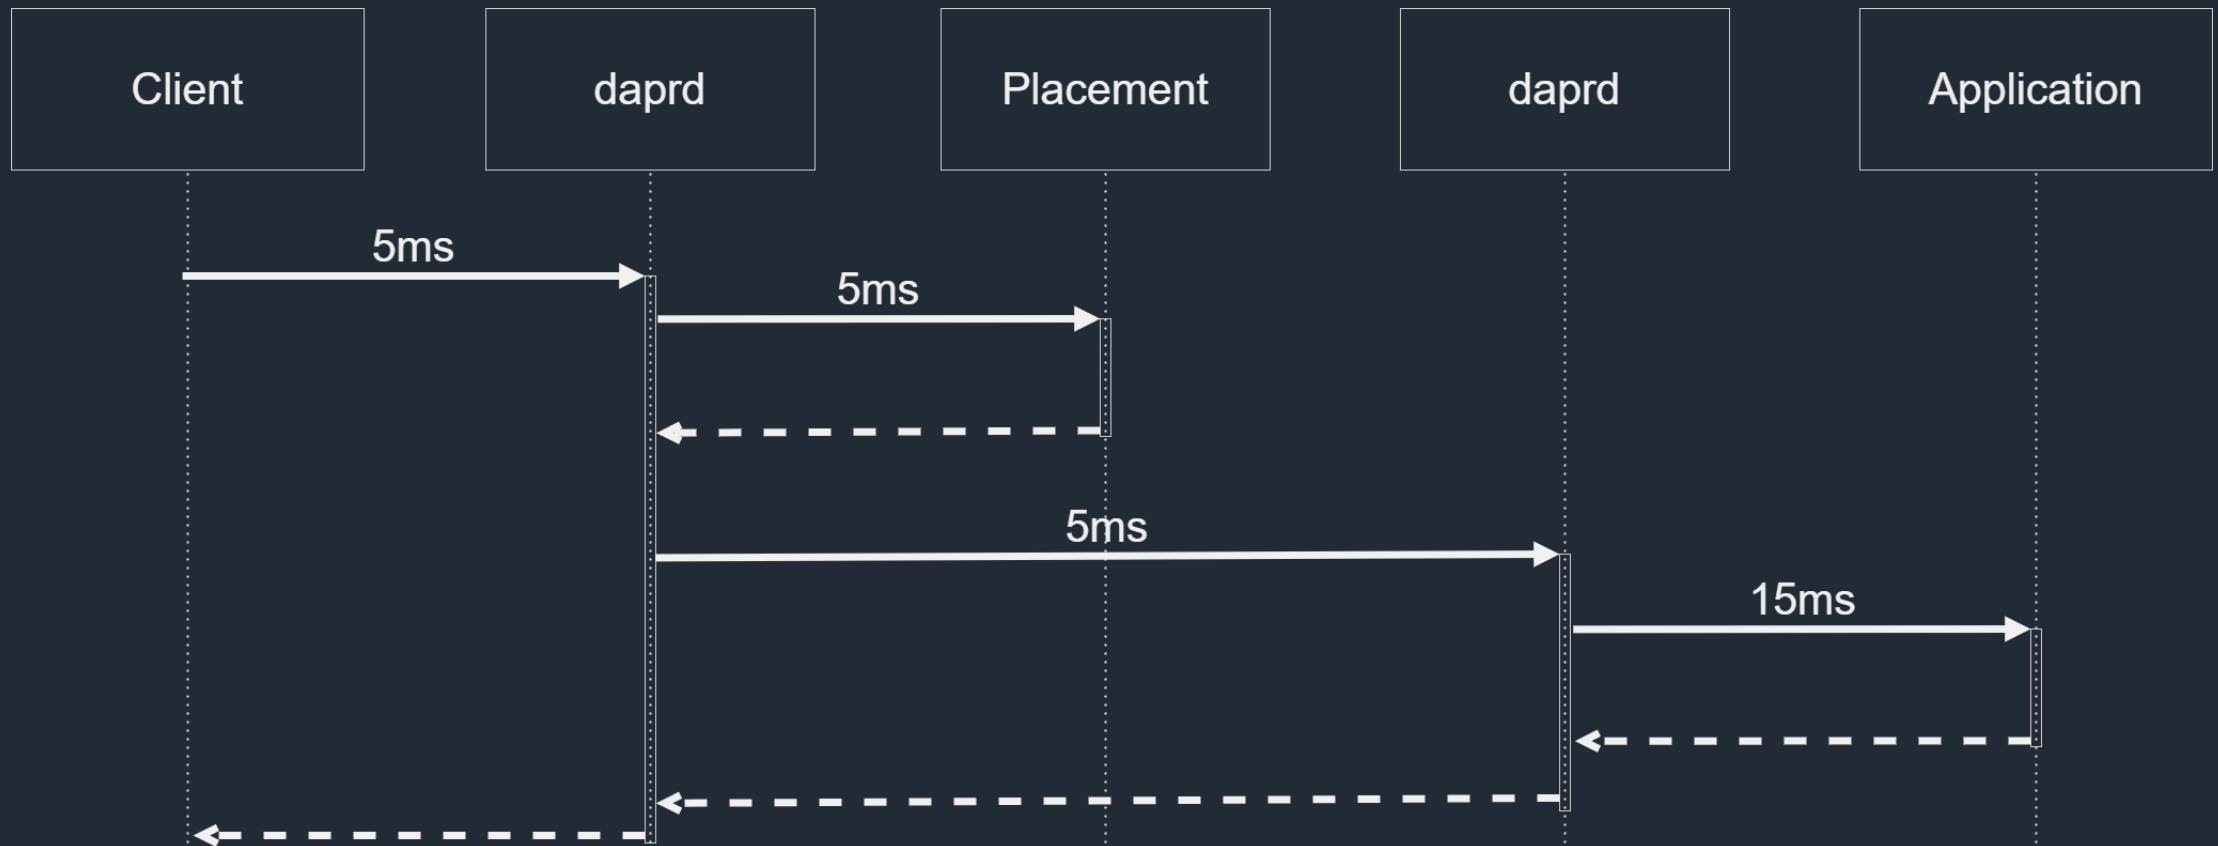 Client
daprd
Placement
daprd
Application
5ms
5ms
5ms
15ms